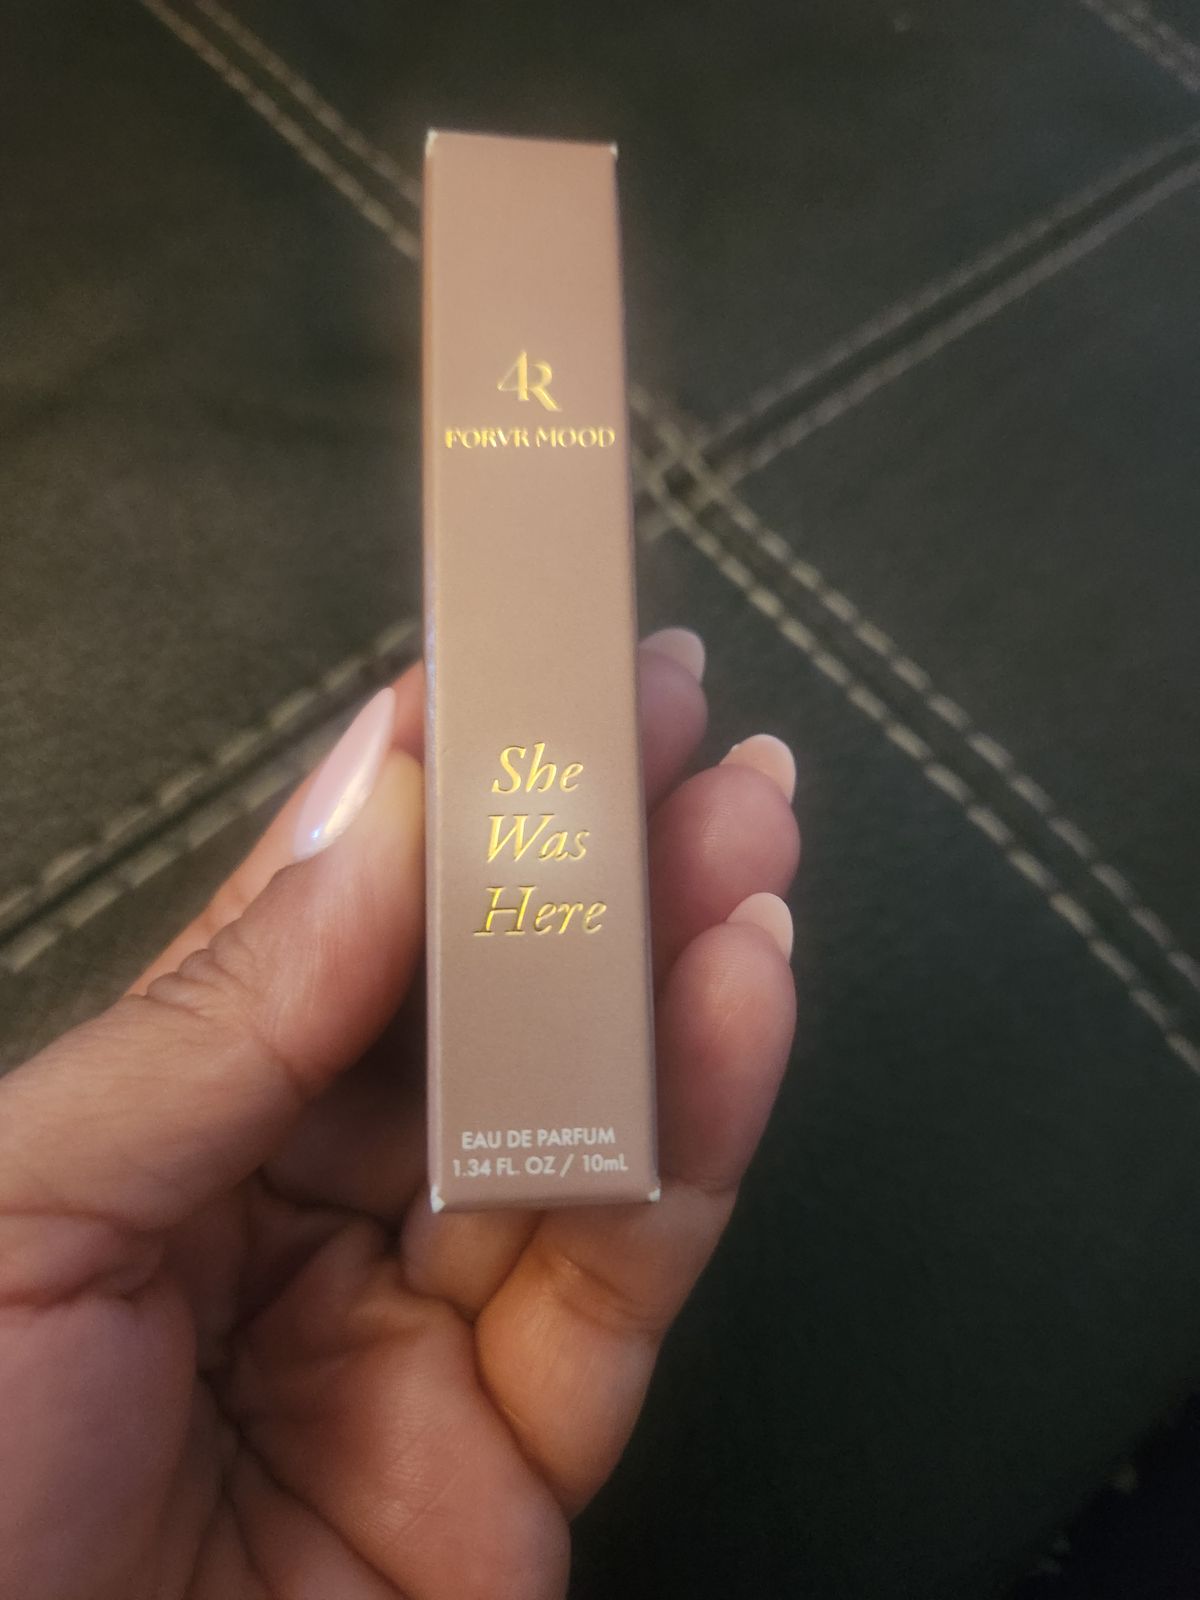 4R
FORVR MOOD
She
Was
Here
EAU DE PARFUM
1.34 FL. OZ / 10mL